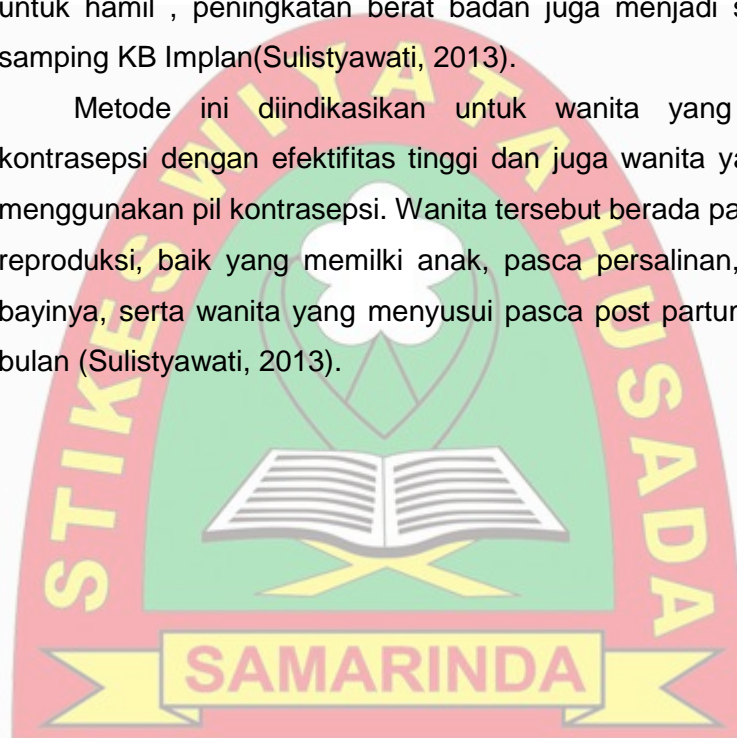 untuk hamil , peningkatan berat badan juga menjadi
samping KB Implan(Sulistyawati, 2013).
Metode ini diindikasikan untuk wanita yang
kontrasepsi dengan efektifitas tinggi dan juga wanita
menggunakan pil kontrasepsi. Wanita tersebut berada
reproduksi, baik yang memilki anak, pasca persalinan,
bayinya, serta wanita yang menyusui pasca post
bulan (Sulistyawati, 2013).
STIKES WIYATA HUSADA
SAMARINDA